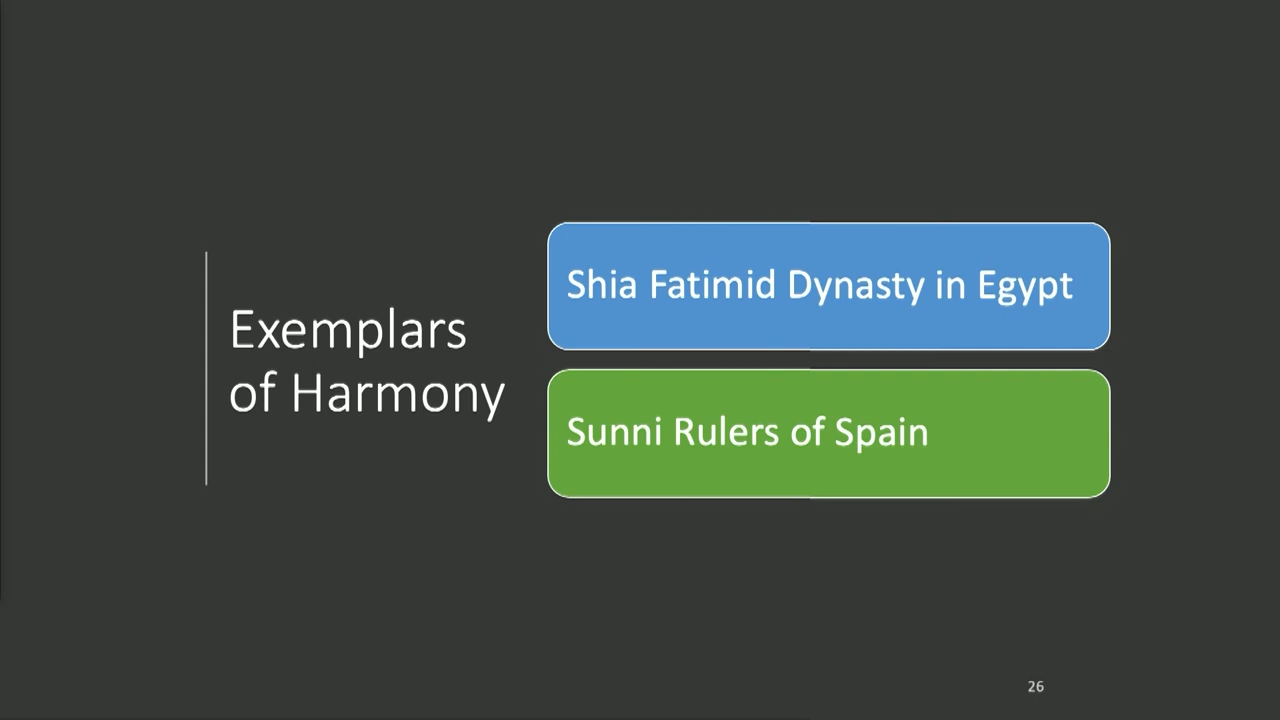 Exemplars
of Harmony
Shia Fatimid Dynasty in Egypt
Sunni Rulers of Spain
26